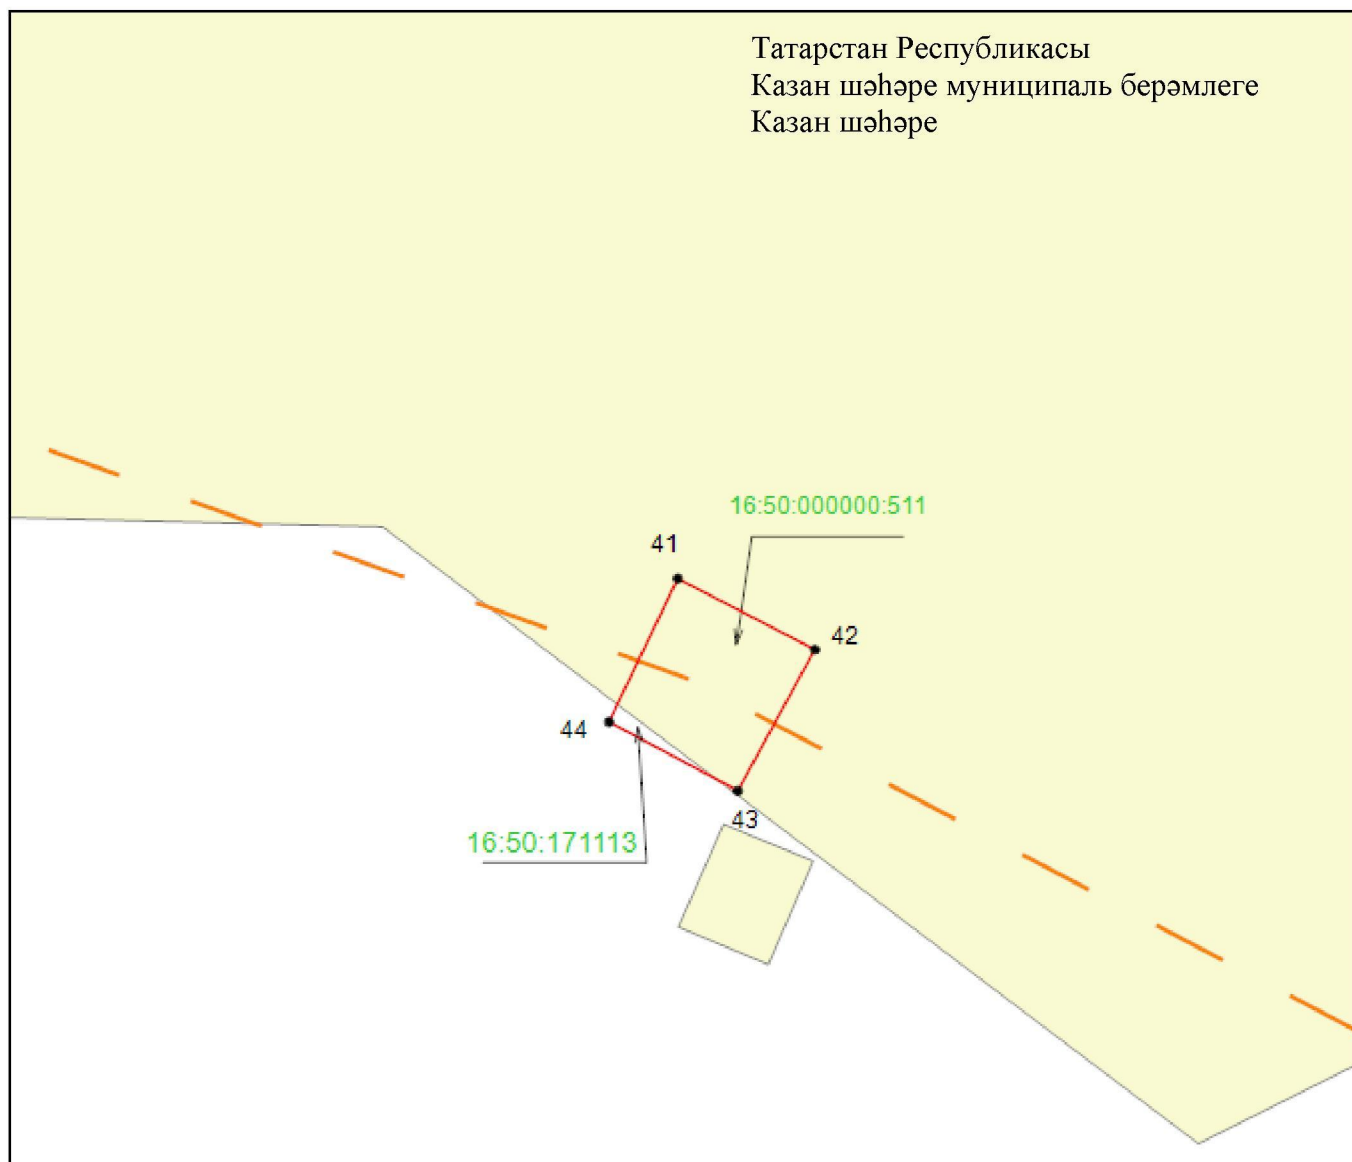 Татарстан Республикасы
Казан шәһәре муниципаль берәмлеге
Казан шәһәре
16:50:000000:511
41
42
44
43
16:50:171113